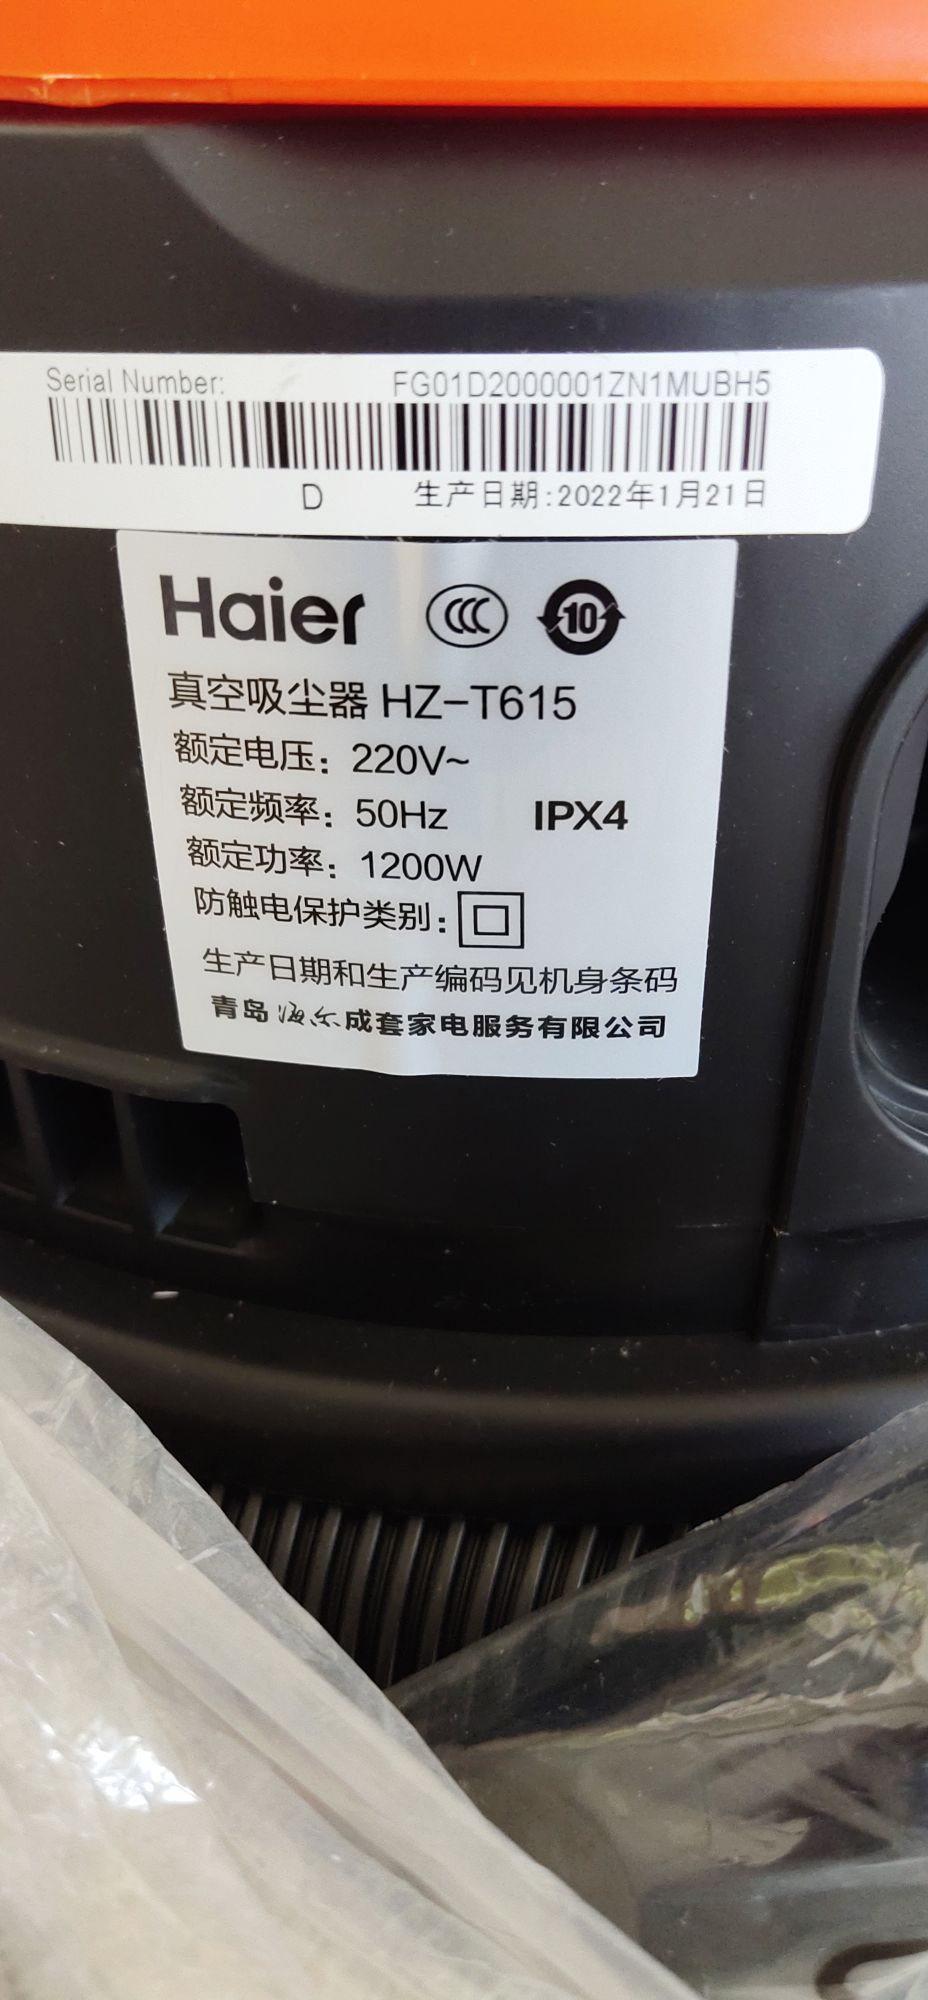 Serial Number: FG01D2000001ZN1MUBH5
D 生产日期:2022年1月21日
Haier CCC 10
真空吸尘器 HZ-T615
额定电压: 220V~
额定频率: 50Hz IPX4
额定功率: 1200W
防触电保护类别:
生产日期和生产编码见机身条码
青岛海尔成套家电服务有限公司